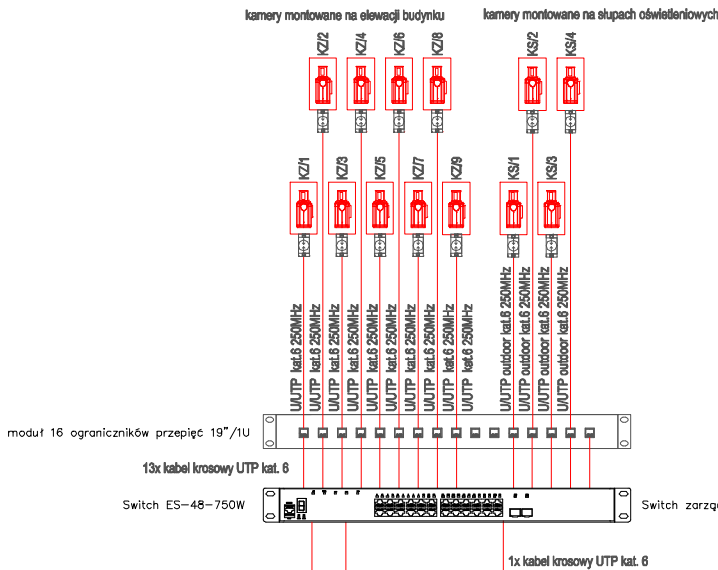 kamery montowane na elewacji budynku
kamery montowane na słupach oświetleniowych
KZ/2
KZ/4
KZ/6
KZ/8
KS/2
KS/4
KZ/1
KZ/3
KZ/5
KZ/7
KZ/9
KS/1
KS/3
U/UTP kat.6 250MHz
U/UTP kat.6 250MHz
U/UTP kat.6 250MHz
U/UTP kat.6 250MHz
U/UTP kat.6 250MHz
U/UTP kat.6 250MHz
U/UTP kat.6 250MHz
U/UTP kat.6 250MHz
U/UTP kat.6 250MHz
U/UTP kat.6 250MHz
U/UTP outdoor kat.6 250MHz
U/UTP outdoor kat.6 250MHz
U/UTP outdoor kat.6 250MHz
U/UTP outdoor kat.6 250MHz
moduł 16 ograniczników przepięć 19"/1U
13x kabel krosowy UTP kat. 6
Switch ES-48-750W
Switch zarząd
1x kabel krosowy UTP kat. 6